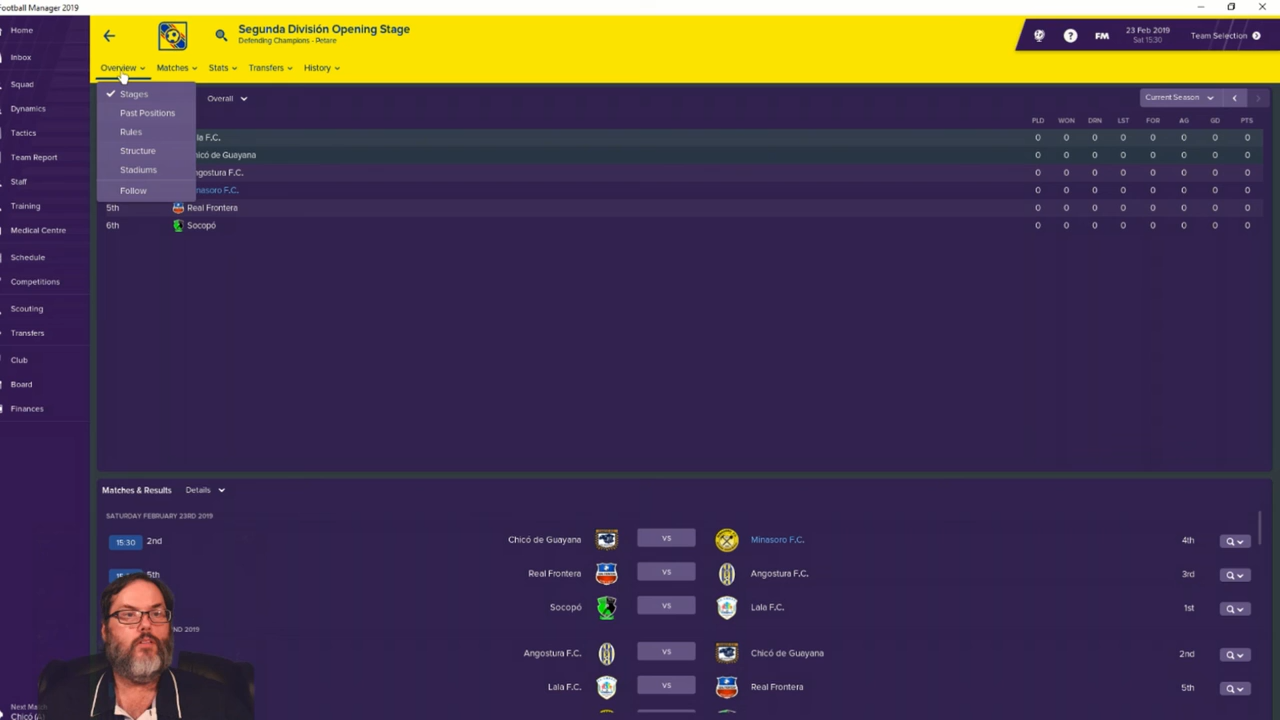 Football Manager 2019
Home
Inbox
Squad
Dynamics
Tactics
Team Report
Staff
Training
Medical Centre
Schedule
Competitions
Scouting
Transfers
Club
Board
Finances
Next Match
Chicó (A)
Segunda División Opening Stage
Defending Champions - Petare
FM
23 Feb 2019
Sat 15:30
Team Selection
Overview Matches Stats Transfers History
Stages
Past Positions
Rules
Structure
Stadiums
Follow
Overall
Current Season
PLD WON DRN LST FOR AG GD PTS
la F.C. 0 0 0 0 0 0 0 0
hicó de Guayana 0 0 0 0 0 0 0 0
ngostura F.C. 0 0 0 0 0 0 0 0
nasoro F.C. 0 0 0 0 0 0 0 0
5th Real Frontera 0 0 0 0 0 0 0 0
6th Socopó 0 0 0 0 0 0 0 0
Matches & Results Details
SATURDAY FEBRUARY 23RD 2019
15:30 2nd Chicó de Guayana VS Minasoro F.C. 4th
5th Real Frontera VS Angostura F.C. 3rd
Socopó VS Lala F.C. 1st
ND 2019
Angostura F.C. VS Chicó de Guayana 2nd
Lala F.C. VS Real Frontera 5th